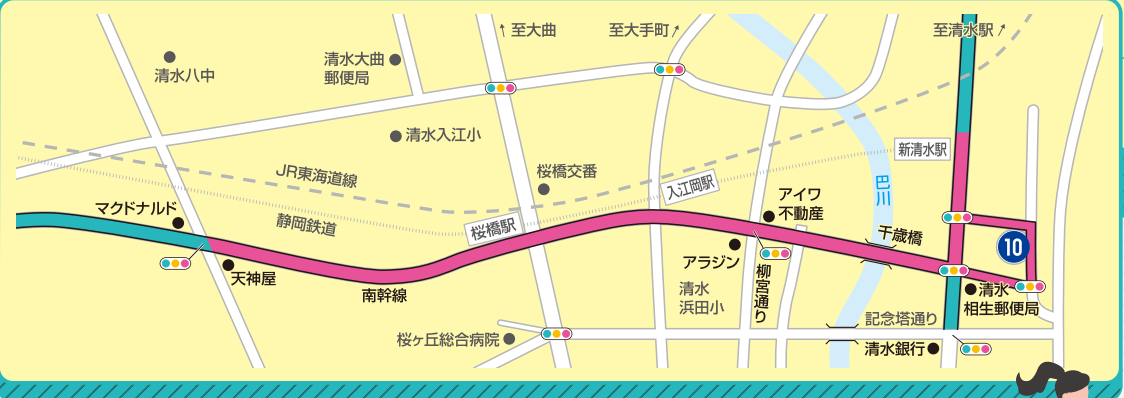 ↑至大曲
至大手町↗
至清水駅↗
清水八中
清水大曲
郵便局
清水入江小
新清水駅
JR東海道線
桜橋交番
入江岡駅
巴川
マクドナルド
静岡鉄道
桜橋駅
アイワ
不動産
千歳橋
10
アラジン
天神屋
南幹線
清水
浜田小
柳宮通り
清水
相生郵便局
記念塔通り
桜ヶ丘総合病院
清水銀行